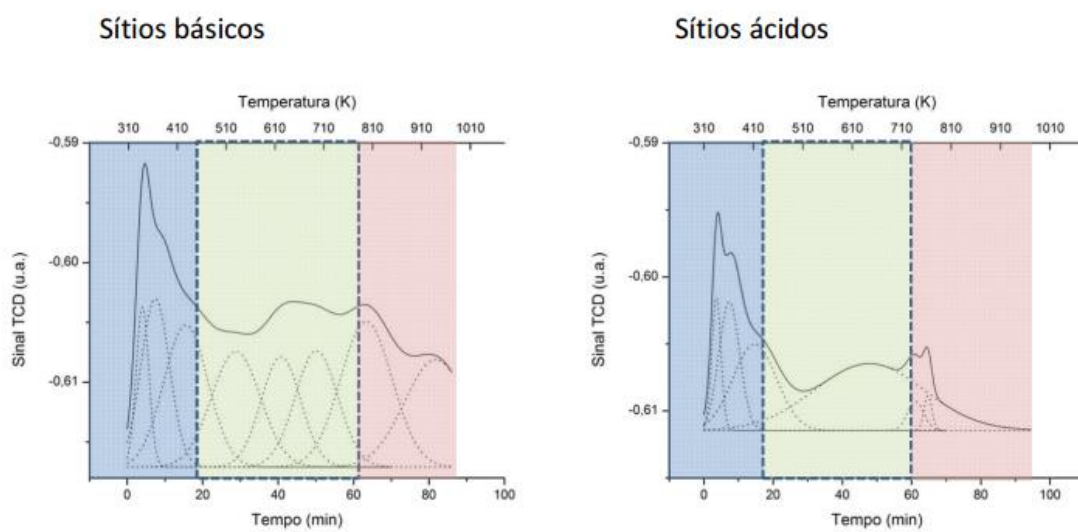 Sítios básicos
Sítios ácidos
Temperatura (K)
310 410 510 610 710 810 910 1010
-0,59
-0,60
-0,61
Sinal TCD (u.a.)
0 20 40 60 80 100
Tempo (min)
Temperatura (K)
310 410 510 610 710 810 910 1010
-0,59
-0,60
-0,61
Sinal TCD (u.a.)
0 20 40 60 80 100
Tempo (min)